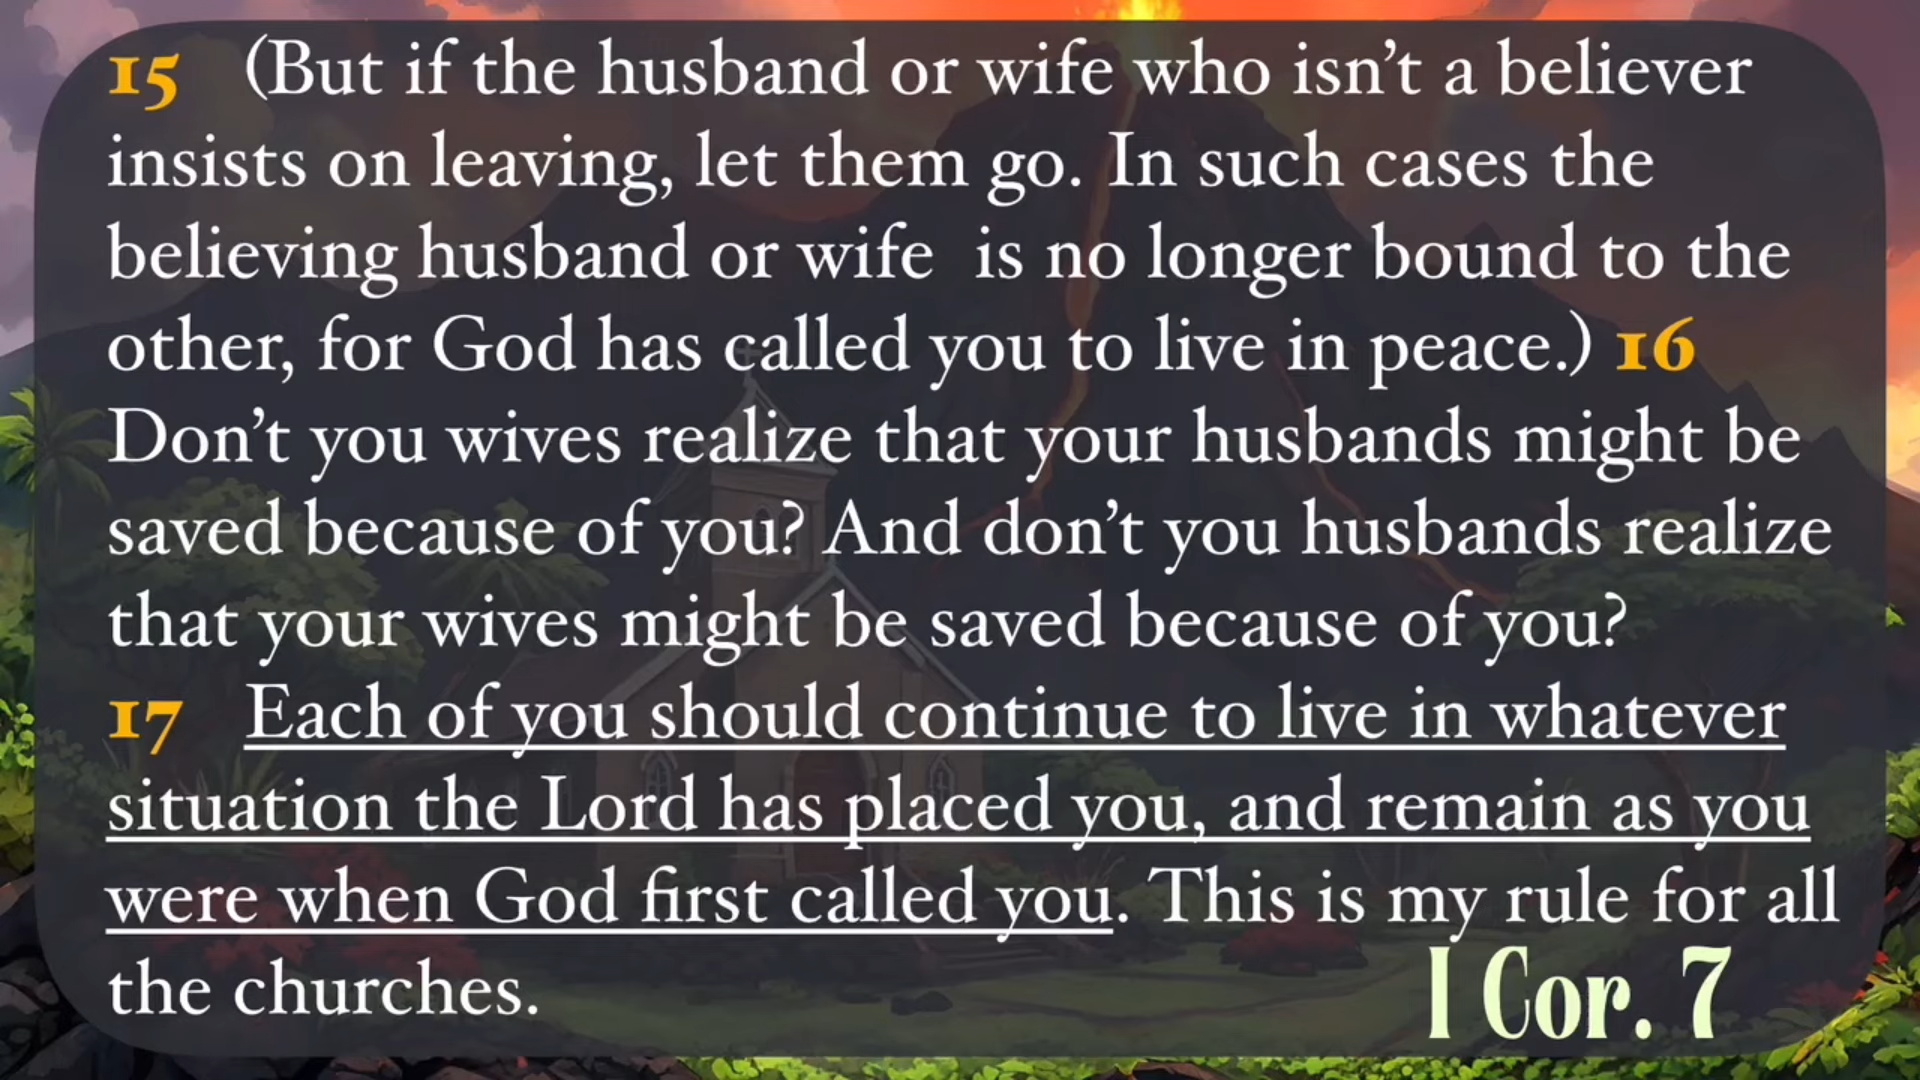 15 (But if the husband or wife who isn’t a believer
insists on leaving, let them go. In such cases the
believing husband or wife is no longer bound to the
other, for God has called you to live in peace.) 16
Don’t you wives realize that your husbands might be
saved because of you? And don’t you husbands realize
that your wives might be saved because of you?
17 Each of you should continue to live in whatever
situation the Lord has placed you, and remain as you
were when God first called you. This is my rule for all
the churches.
I Cor. 7